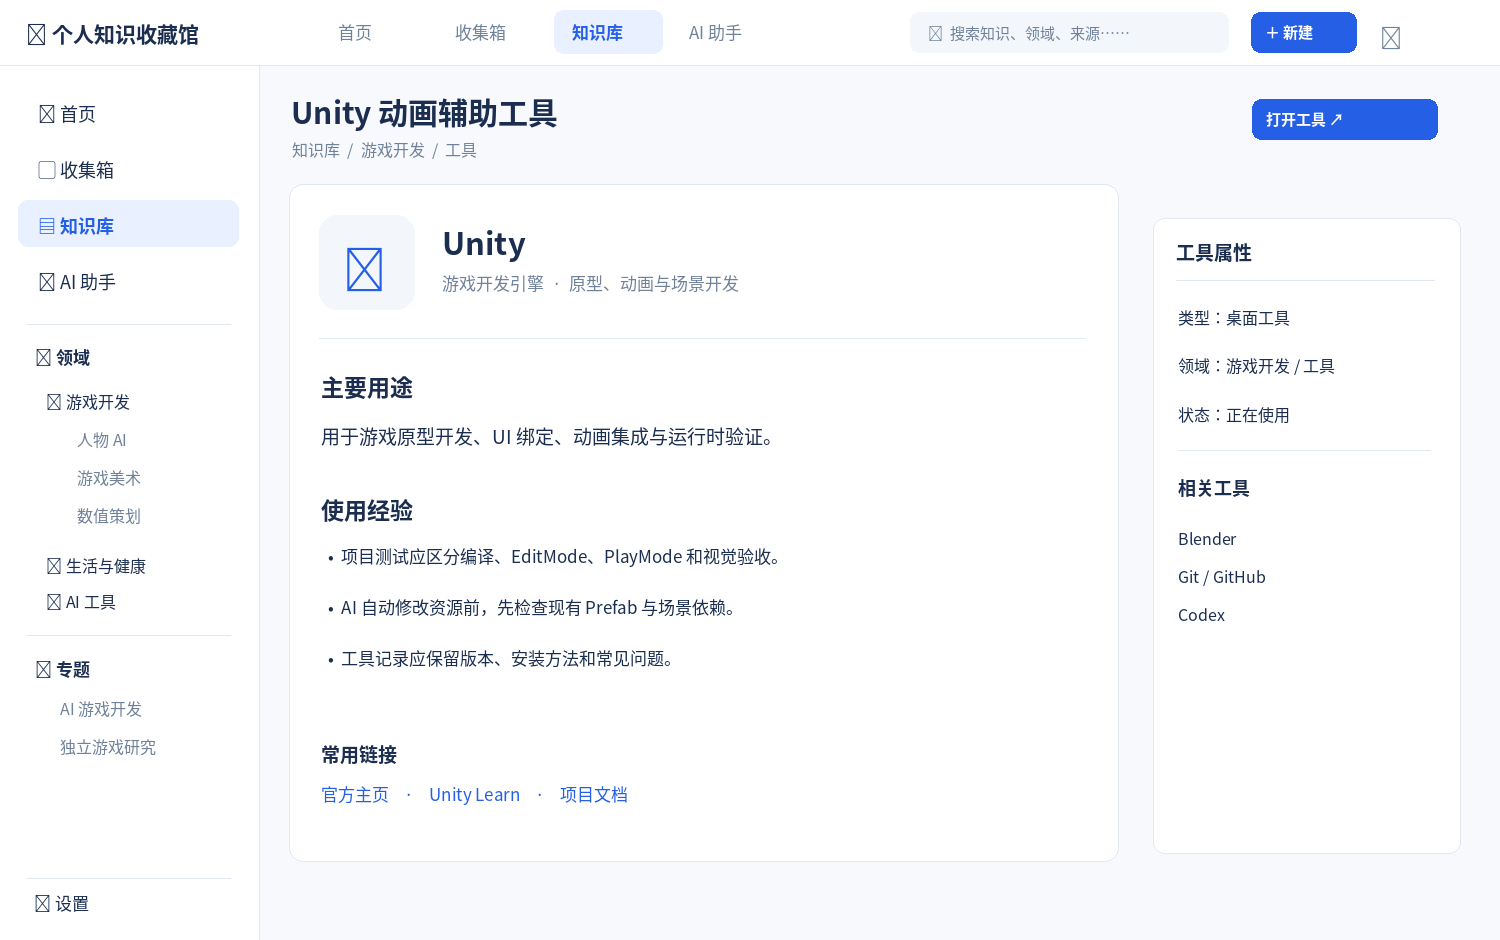 个人知识收藏馆
首页 收集箱 知识库 AI 助手
搜索知识、领域、来源……
+ 新建
首页
收集箱
知识库
AI 助手
领域
游戏开发
人物 AI
游戏美术
数值策划
生活与健康
AI 工具
专题
AI 游戏开发
独立游戏研究
设置
Unity 动画辅助工具
知识库 / 游戏开发 / 工具
打开工具 ↗
Unity
游戏开发引擎 · 原型、动画与场景开发
主要用途
用于游戏原型开发、UI 绑定、动画集成与运行时验证。
使用经验
• 项目测试应区分编译、EditMode、PlayMode 和视觉验收。
• AI 自动修改资源前，先检查现有 Prefab 与场景依赖。
• 工具记录应保留版本、安装方法和常见问题。
常用链接
官方主页 · Unity Learn · 项目文档
工具属性
类型：桌面工具
领域：游戏开发 / 工具
状态：正在使用
相关工具
Blender
Git / GitHub
Codex